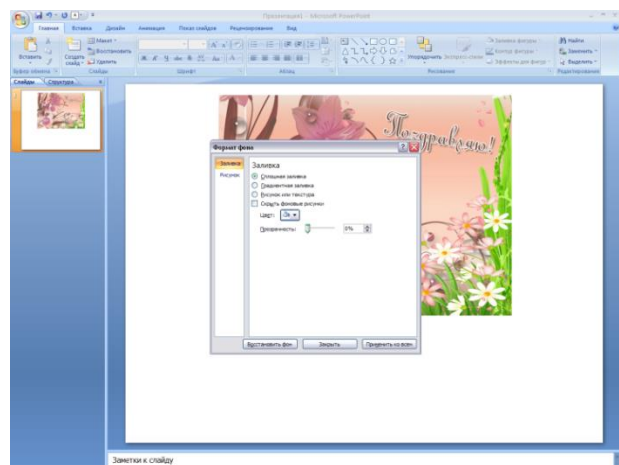 Презентация1 - Microsoft PowerPoint
Главная Вставка Дизайн Анимация Показ слайдов Рецензирование Вид
Вставить
Создать слайд
Макет
Восстановить
Удалить
Буфер обмена Слайды Шрифт Абзац Рисование Редактирование
Упорядочить Экспресс-стили
Заливка фигуры
Контур фигуры
Эффекты для фигур
Найти
Заменить
Выделить
Слайды Структура
Поздравляю!
Формат фона
Заливка
Рисунок
Заливка
Сплошная заливка
Градиентная заливка
Рисунок или текстура
Скрыть фоновые рисунки
Цвет:
Прозрачность: 0%
Восстановить фон Закрыть Применить ко всем
Заметки к слайду